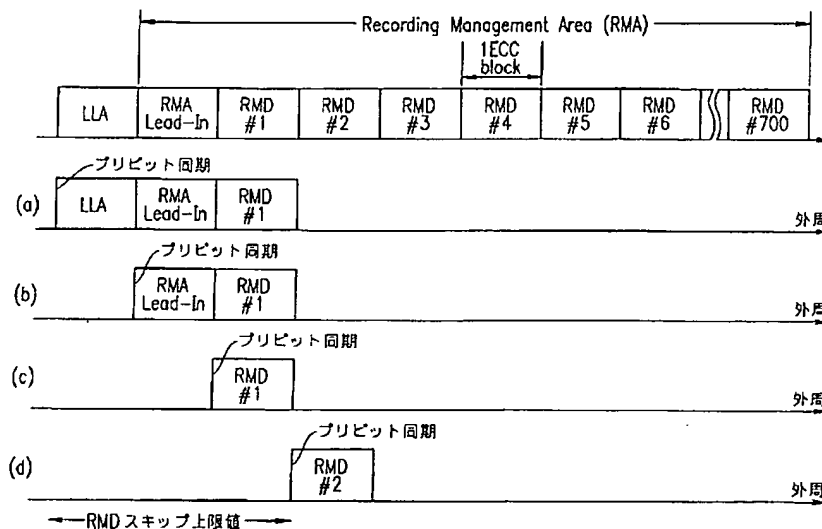 Recording Management Area (RMA)
1ECC
block
LLA
RMA
Lead-In
RMD
#1
RMD
#2
RMD
#3
RMD
#4
RMD
#5
RMD
#6
RMD
#700
プリピット同期
(a)
LLA
RMA
Lead-In
RMD
#1
外周
プリピット同期
(b)
RMA
Lead-In
RMD
#1
外周
プリピット同期
(c)
RMD
#1
外周
プリピット同期
(d)
RMD
#2
外周
RMDスキップ上限値